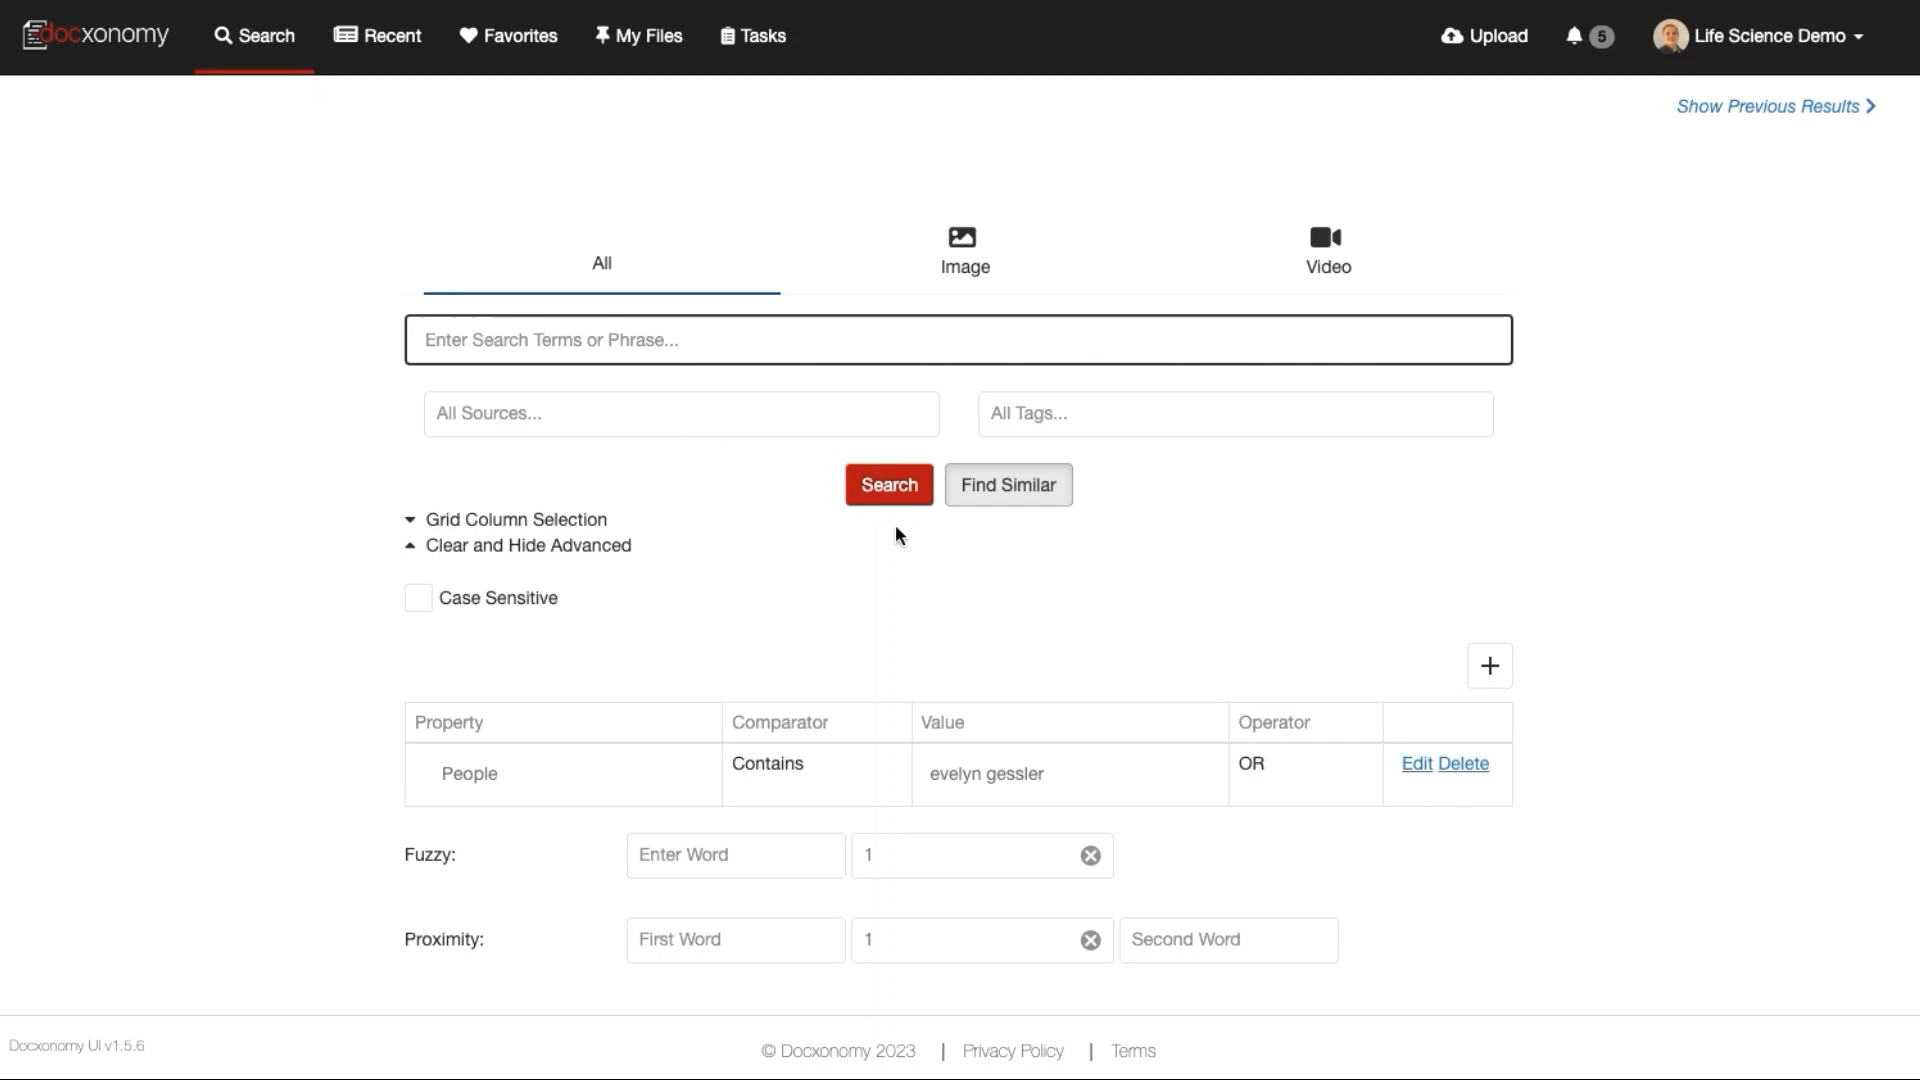 docxonomy Search Recent Favorites My Files Tasks Upload 5 Life Science Demo
Show Previous Results
All Image Video
Enter Search Terms or Phrase...
All Sources... All Tags...
Search Find Similar
Grid Column Selection
Clear and Hide Advanced
Case Sensitive
+
Property Comparator Value Operator
People Contains evelyn gessler OR Edit Delete
Fuzzy: Enter Word 1
Proximity: First Word 1 Second Word
Docxonomy UI v1.5.6
© Docxonomy 2023 | Privacy Policy | Terms